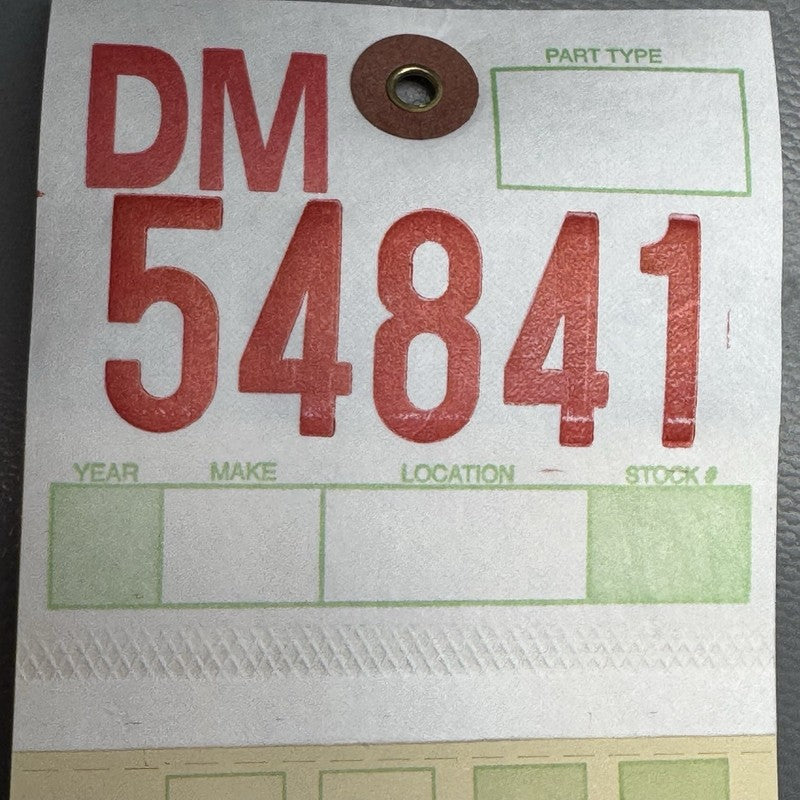 DM
PART TYPE
54841
YEAR MAKE LOCATION STOCK #